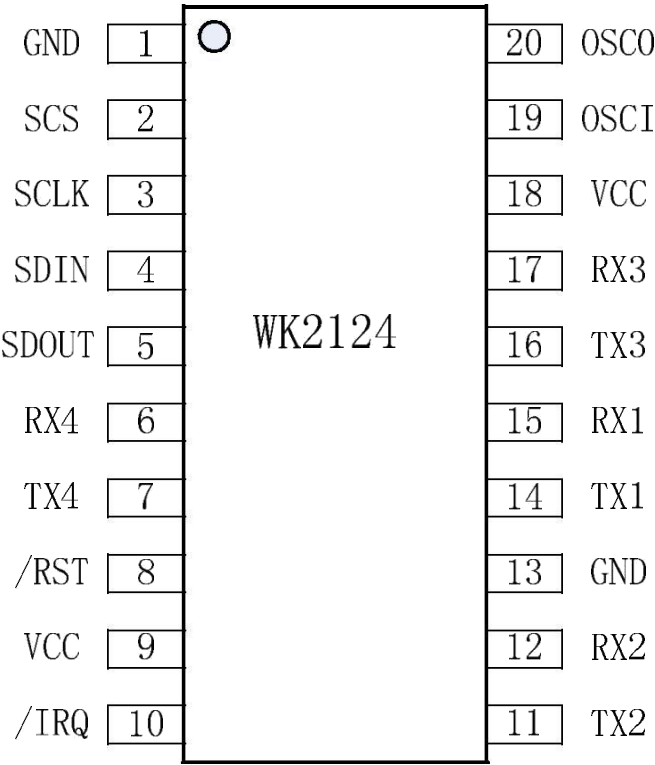 GND 1 20 OSCO
SCS 2 19 OSCI
SCLK 3 18 VCC
SDIN 4 17 RX3
WK2124
SDOUT 5 16 TX3
RX4 6 15 RX1
TX4 7 14 TX1
/RST 8 13 GND
VCC 9 12 RX2
/IRQ 10 11 TX2